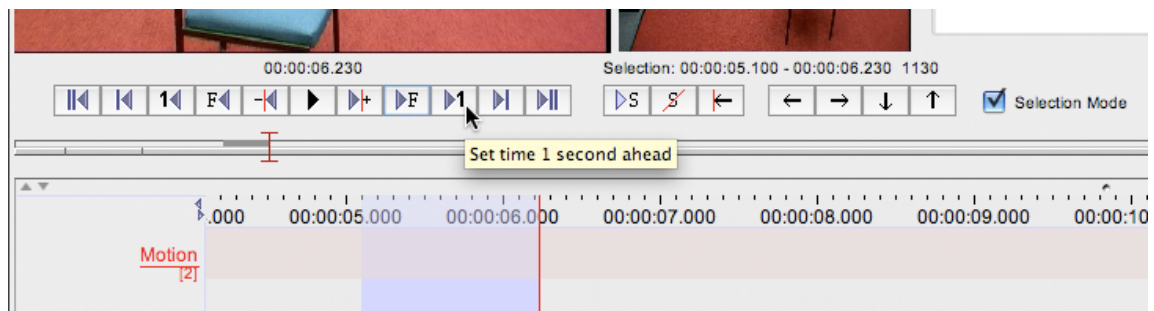 00:00:06.230
Selection: 00:00:05.100 - 00:00:06.230 1130
1 F - + F 1 S S
Selection Mode
Set time 1 second ahead
.000 00:00:05.000 00:00:06.000 00:00:07.000 00:00:08.000 00:00:09.000 00:00:10
Motion
[2]